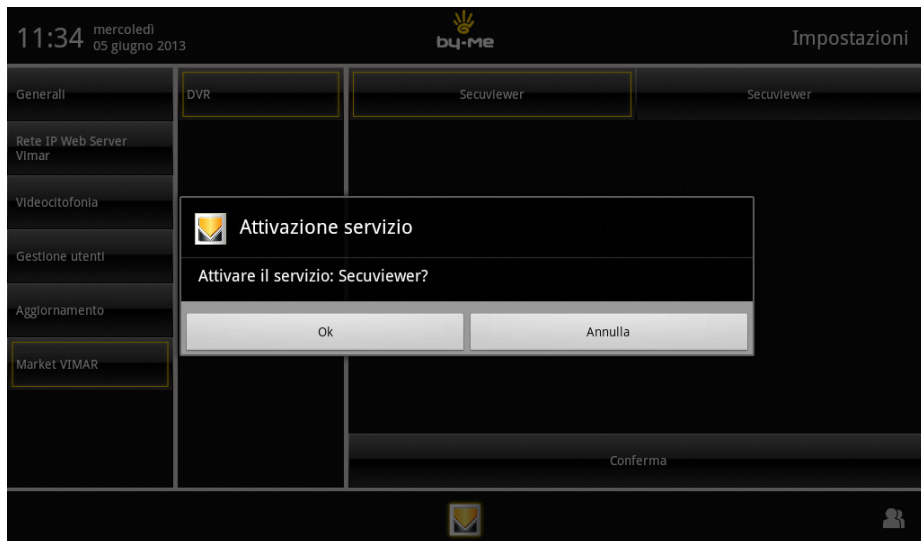 11:34 mercoledì
05 giugno 2013
by-me
Impostazioni
Generali
DVR
Secuviewer
Secuviewer
Rete IP Web Server
Vimar
Videocitofonia
Gestione utenti
Aggiornamento
Market VIMAR
Attivazione servizio
Attivare il servizio: Secuviewer?
Ok
Annulla
Conferma